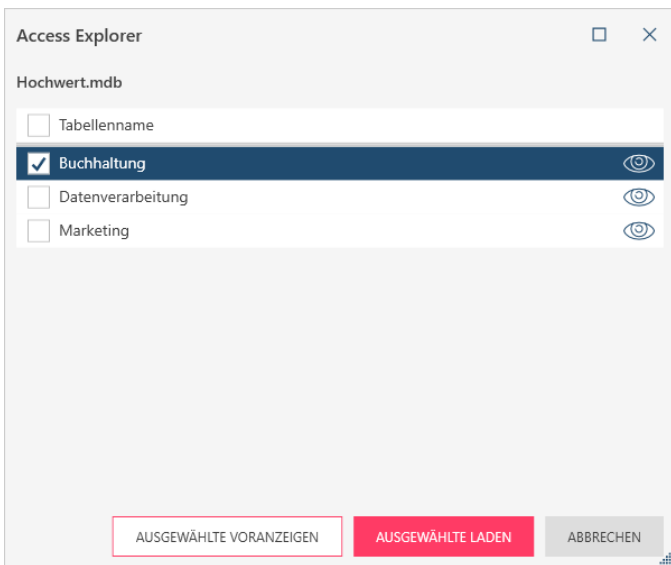 Access Explorer
Hochwert.mdb
Tabellenname
Buchhaltung
Datenverarbeitung
Marketing
AUSGEWÄHLTE VORANZEIGEN AUSGEWÄHLTE LADEN ABBRECHEN